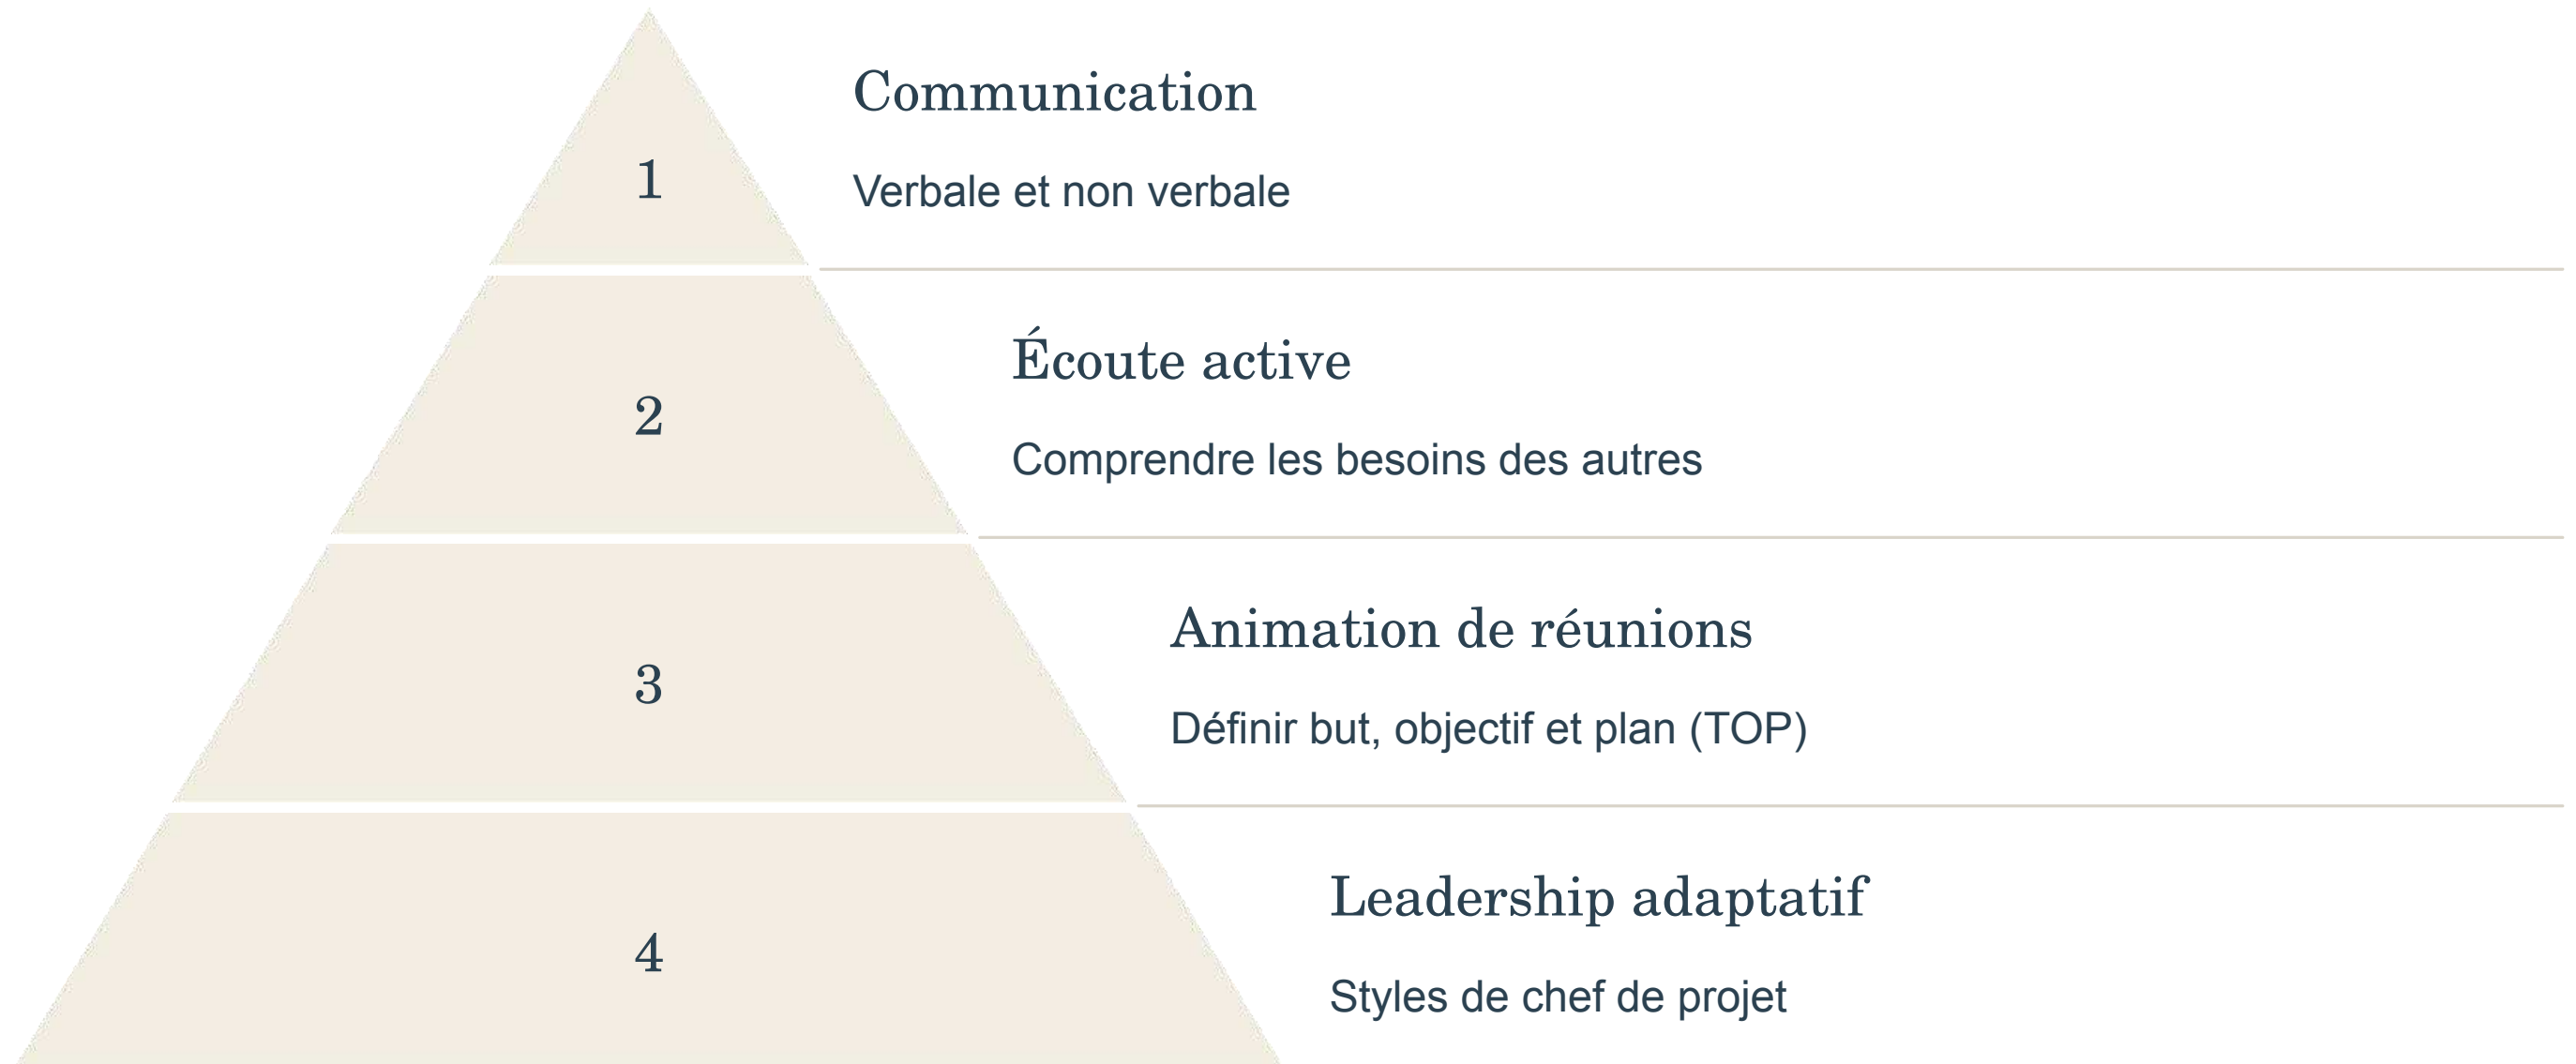 1
Communication
Verbale et non verbale
2
Écoute active
Comprendre les besoins des autres
3
Animation de réunions
Définir but, objectif et plan (TOP)
4
Leadership adaptatif
Styles de chef de projet